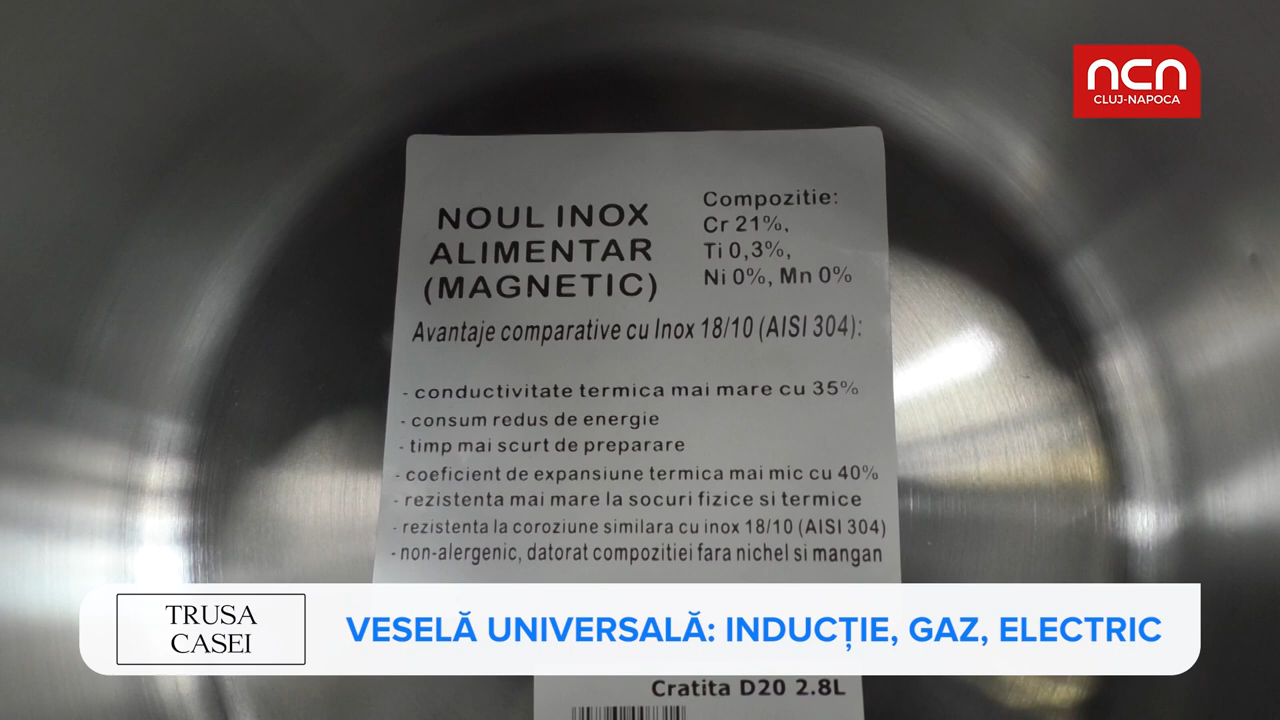 ncn
CLUJ-NAPOCA
NOUL INOX
ALIMENTAR
(MAGNETIC)
Compozitie:
Cr 21%,
Ti 0,3%,
Ni 0%, Mn 0%
Avantaje comparative cu Inox 18/10 (AISI 304):
- conductivitate termica mai mare cu 35%
- consum redus de energie
- timp mai scurt de preparare
- coeficient de expansiune termica mai mic cu 40%
- rezistenta mai mare la socuri fizice si termice
- rezistenta la coroziune similara cu inox 18/10 (AISI 304)
- non-alergenic, datorat compozitiei fara nichel si mangan
TRUSA
CASEI
VESELĂ UNIVERSALĂ: INDUCȚIE, GAZ, ELECTRIC
Cratita D20 2.8L